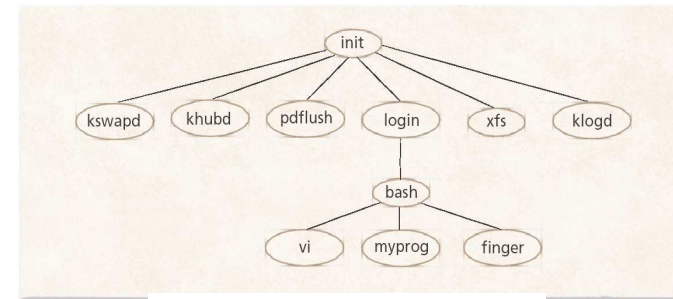 init
kswapd khubd pdflush login xfs klogd
bash
vi myprog finger